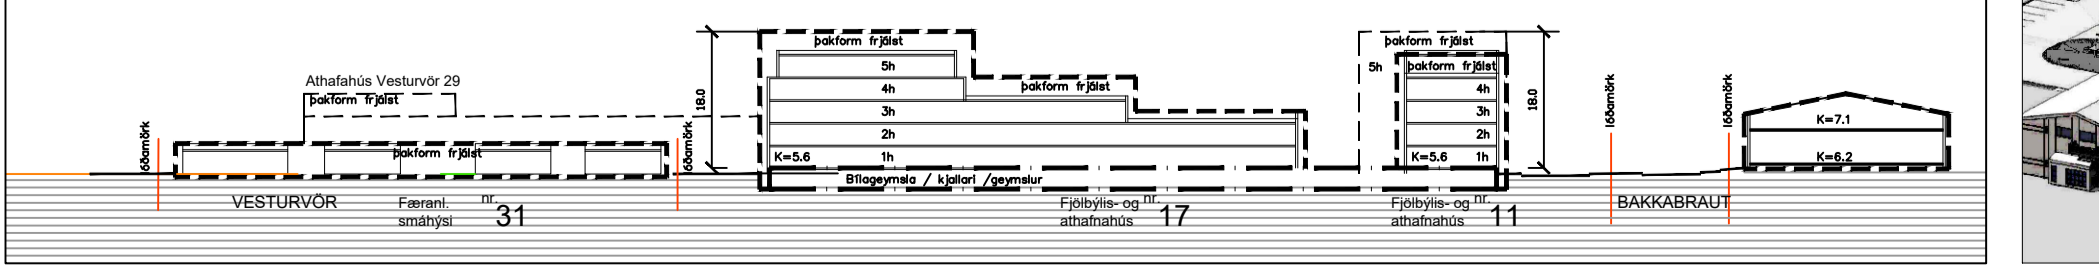 Athafahús Vesturvör 29
þakform frjálst
lóðamörk
þakform frjálst
lóðamörk
VESTURVÖR
Færanl.
smáhýsi
nr.
31
18.0
þakform frjálst
5h
4h
3h
2h
K=5.6
1h
þakform frjálst
Bílageymsla / kjallari /geymslur
Fjölbýlis- og
athafnahús
nr.
17
þakform frjálst
5h
þakform frjálst
4h
3h
2h
K=5.6
1h
18.0
Fjölbýlis- og
athafnahús
nr.
11
lóðamörk
BAKKABRAUT
lóðamörk
K=7.1
K=6.2